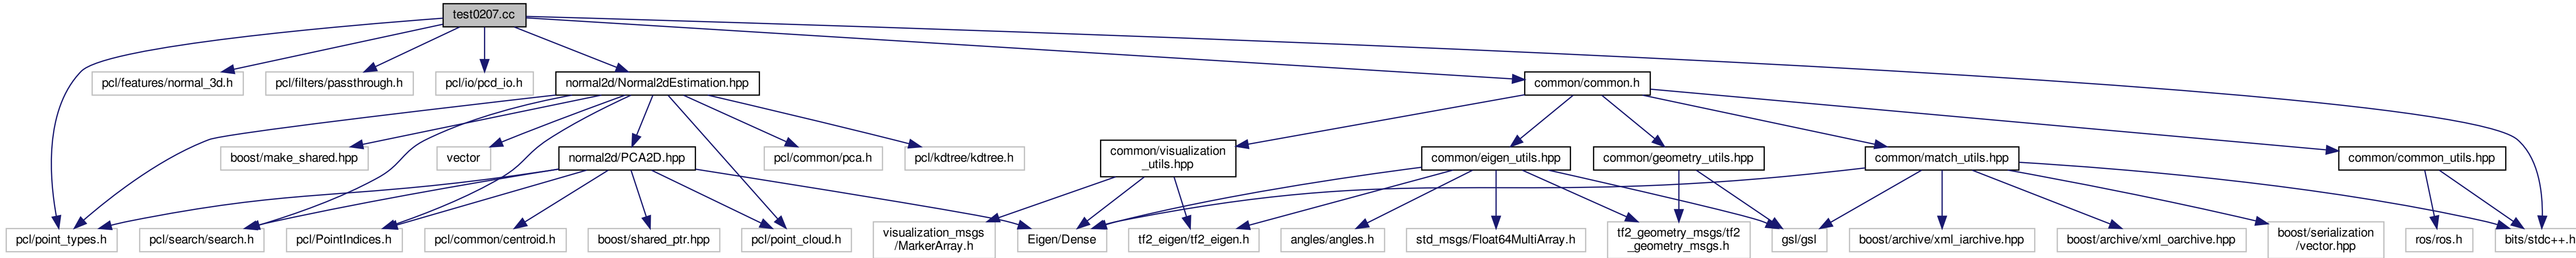 test0207.cc
pcl/features/normal_3d.h
pcl/filters/passthrough.h
pcl/io/pcd_io.h
normal2d/Normal2dEstimation.hpp
common/common.h
boost/make_shared.hpp
vector
normal2d/PCA2D.hpp
pcl/common/pca.h
pcl/kdtree/kdtree.h
common/visualization
_utils.hpp
common/eigen_utils.hpp
common/geometry_utils.hpp
common/match_utils.hpp
common/common_utils.hpp
pcl/point_types.h
pcl/search/search.h
pcl/PointIndices.h
pcl/common/centroid.h
boost/shared_ptr.hpp
pcl/point_cloud.h
visualization_msgs
/MarkerArray.h
Eigen/Dense
tf2_eigen/tf2_eigen.h
angles/angles.h
std_msgs/Float64MultiArray.h
tf2_geometry_msgs/tf2
_geometry_msgs.h
gsl/gsl
boost/archive/xml_iarchive.hpp
boost/archive/xml_oarchive.hpp
boost/serialization
/vector.hpp
ros/ros.h
bits/stdc++.h